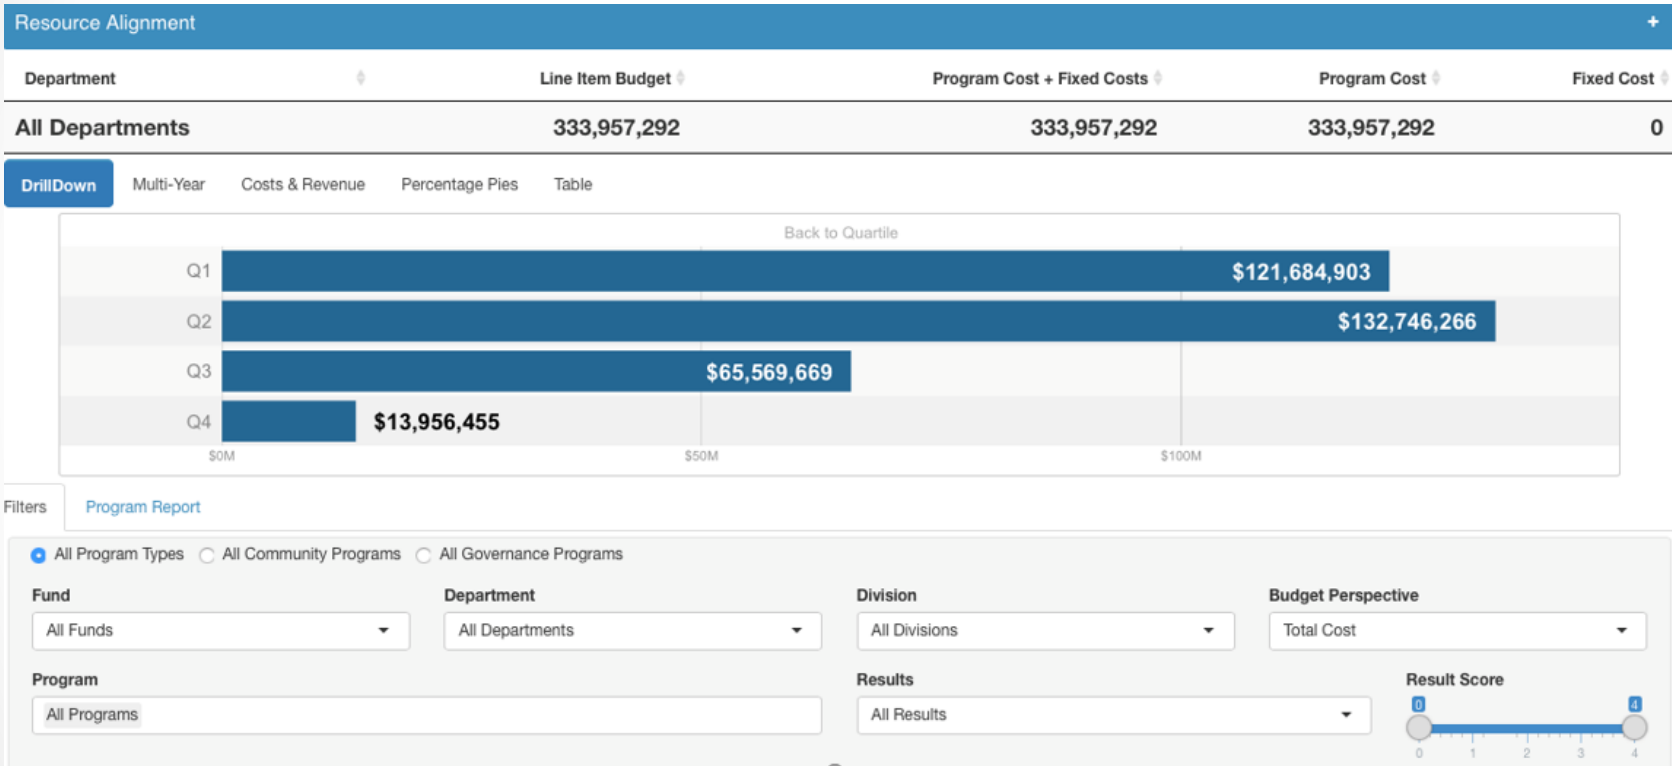 Resource Alignment +
Department Line Item Budget Program Cost + Fixed Costs Program Cost Fixed Cost
All Departments 333,957,292 333,957,292 333,957,292 0
DrillDown Multi-Year Costs & Revenue Percentage Pies Table
Back to Quartile
Q1 $121,684,903
Q2 $132,746,266
Q3 $65,569,669
Q4 $13,956,455
$0M $50M $100M
Filters Program Report
All Program Types All Community Programs All Governance Programs
Fund Department Division Budget Perspective
All Funds All Departments All Divisions Total Cost
Program Results Result Score
All Programs All Results 0 4
0 1 2 3 4